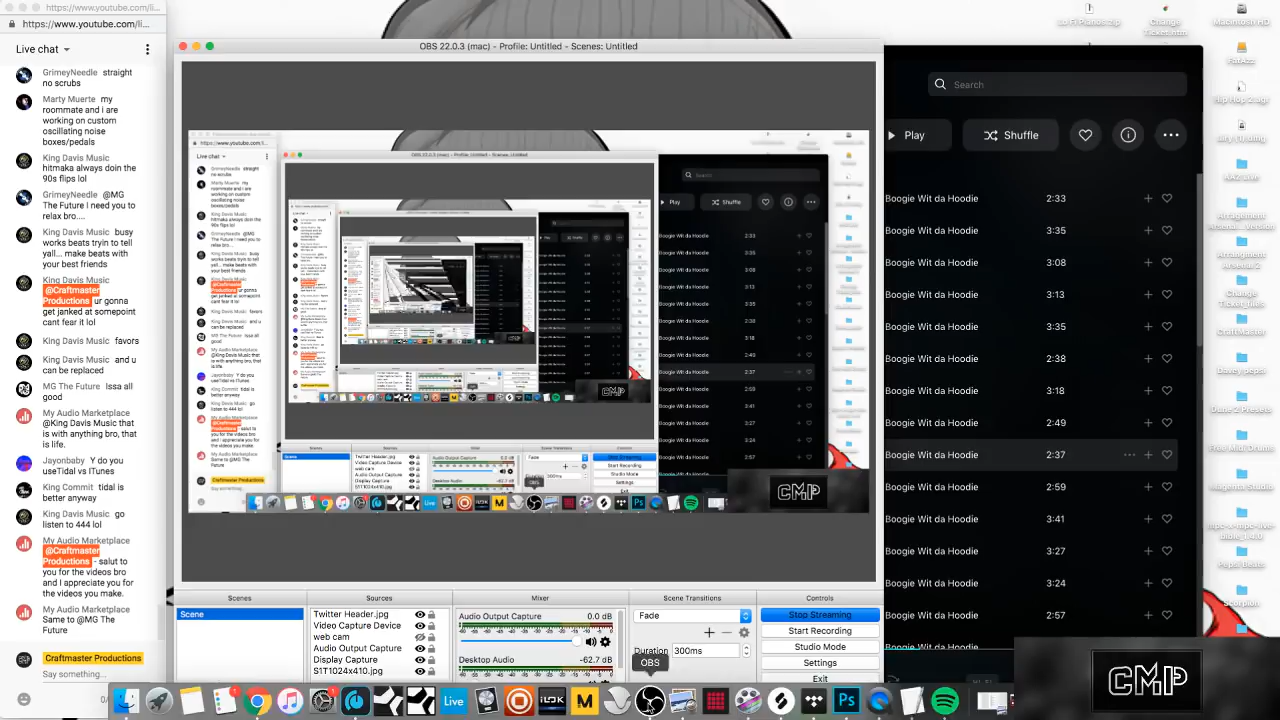 https://www.youtube.com/li...
https://www.youtube.com/li...
Live chat
GrimeyNeedle straight
no scrubs
Marty Muerte my
roommate and i are
working on custom
oscillating noise
boxes/pedals
King Davis Music
hitmaka always doin the
90s flips lol
GrimeyNeedle @MG
The Future I need you to
relax bro....
King Davis Music busy
works beats tryin to tell
yall... make beats with
your best friends
King Davis Music
@Craftmaster
Productions ur gonna
get janked at somepoint
cant fear it lol
King Davis Music favors
King Davis Music and u
can be replaced
MG The Future Issa all
good
My Audio Marketplace
@King Davis Music that
is with anything bro, that
is life.
Jayonbaby Y do you
useTidal vs ITunes
King Commit tidal is
better anyway
King Davis Music go
listen to 444 lol
My Audio Marketplace
@Craftmaster
Productions - salut to
you for the videos bro
and I appreciate you for
the videos you make.
My Audio Marketplace
Same to @MG The
Future
Craftmaster Productions
Say something...
OBS 22.0.3 (mac) - Profile: Untitled - Scenes: Untitled
Scenes
Scene
Sources
Twitter Header.jpg
Video Capture Device
web cam
Audio Output Capture
Display Capture
ST1T1024x410.jpg
Mixer
Audio Output Capture 0.0 dB
Desktop Audio -62.7 dB
Scene Transitions
Fade
Duration 300ms
OBS
Controls
Stop Streaming
Start Recording
Studio Mode
Settings
Exit
Search
Play Shuffle
Boogie Wit da Hoodie 2:33
Boogie Wit da Hoodie 3:35
Boogie Wit da Hoodie 3:08
Boogie Wit da Hoodie 3:13
Boogie Wit da Hoodie 3:35
Boogie Wit da Hoodie 2:38
Boogie Wit da Hoodie 3:18
Boogie Wit da Hoodie 2:49
Boogie Wit da Hoodie 2:37
Boogie Wit da Hoodie 2:59
Boogie Wit da Hoodie 3:41
Boogie Wit da Hoodie 3:27
Boogie Wit da Hoodie 3:24
Boogie Wit da Hoodie 2:57
Macintosh HD
Change
CraftMaster
Dune 2 Presets
Scorpion
Live
iLOK
Ps
CMP